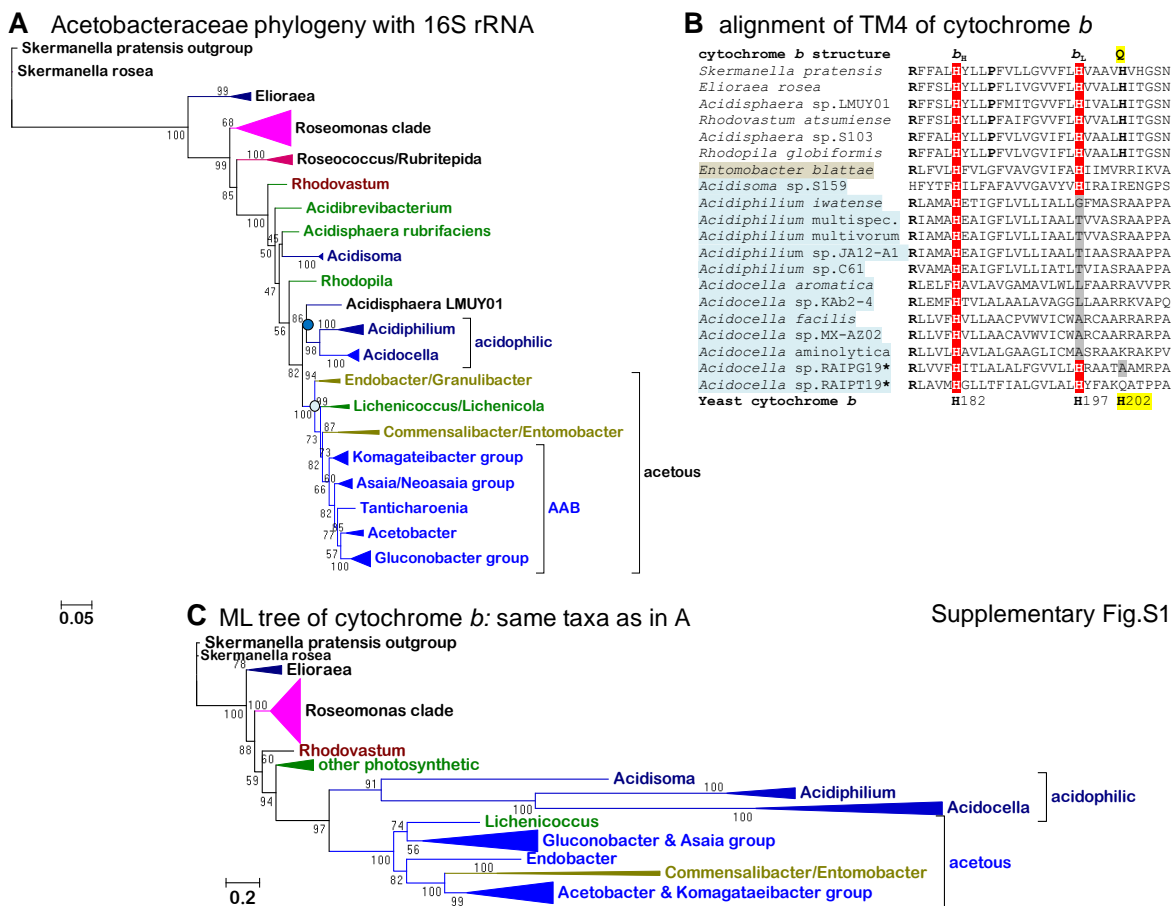 A Acetobacteraceae phylogeny with 16S rRNA
Skermanella pratensis outgroup
Skermanella rosea
99
Elioraea
100
68
Roseomonas clade
99
100
Roseococcus/Rubritepida
85
Rhodovastum
100
Acidibrevibacterium
45
Acidisphaera rubrifaciens
50
100
Acidisoma
47
Rhodopila
56
86
Acidisphaera LMUY01
100
Acidiphilium
98
100
Acidocella
acidophilic
82
94
Endobacter/Granulibacter
100
99
Lichenicoccus/Lichenicola
73
87
Commensalibacter/Entomobacter
82
73
Komagateibacter group
66
60
Asaia/Neoasaia group
82
Tanticharoenia
77
95
Acetobacter
57
100
Gluconobacter group
AAB
acetous
0.05
B alignment of TM4 of cytochrome b
cytochrome b structure bH bL Q
Skermanella pratensis RFFALHYLLPFVLLGVVFLHVAAVHVHGSN
Elioraea rosea RFFSLHYLLPFVLIGVVFLHVVALHITGSN
Acidisphaera sp.LMUY01 RFFSLHYLLPFMITGVVFLHIVALHITGSN
Rhodovastum atsumiense RFFSLHYLLPFAIFGVVFLHVVALHITGSN
Acidisphaera sp.S103 RFFALHYLLPFVLVGVIFLHVAALHITGSN
Rhodopila globiformis RFFALHYLLPFVLVGVIFLHVAALHITGSN
Entomobacter blattae RLFVLHFVLGFVAVGVIFAHIIMVRRIKVA
Acidisoma sp.S159 HFYTFHILFAFAVVGAVYVHIRAIRENGPS
Acidiphilium iwatense RIAMAHETIGFLVLLIALLGFMASRAAPPA
Acidiphilium multispec. RIAMAHEAIGFLVLLIAALTVVASRAAPPA
Acidiphilium multivorum RIAMAHEAIGFLVLLIAALTVVASRAAPPA
Acidiphilium sp.JA12-A1 RIAMAHEAIGFLVLLIAALTIASRAAPPA
Acidiphilium sp.C61 RVAMAHEAIGFLVLLIATLTVIASRAAPPA
Acidocella aromatica RLELFHAVLAVGAMAVLWLLFAARRAVVPR
Acidocella sp.KAb2-4 RLEMFHTVLALAALAVAGGLLAARRKVAPQ
Acidocella facilis RLLVFHVVLAACPVWVICWARCAARRARPA
Acidocella sp.MX-AZ02 RLLVFHVVLAACPVWVICWARCAARRARPA
Acidocella aminolytica RLLVLHAVLALGAAGLICMASRAAKRAKPV
Acidocella sp.RAIPG19* RLVVFHITLALALFGVVLLHRAATAAMRPA
Acidocella sp.RAIPT19* RLAVMHGLLTFIALGVLALHYFAKQATPPA
Yeast cytochrome b H182 H197 H202
C ML tree of cytochrome b: same taxa as in A
Supplementary Fig.S1
Skermanella pratensis outgroup
Skermanella rosea
78
Elioraea
100
100
Roseomonas clade
88
Rhodovastum
60
other photosynthetic
59
94
91
Acidisoma
100
Acidiphilium
100
100
Acidocella
acidophilic
97
74
Lichenicoccus
56
Gluconobacter & Asaia group
100
Endobacter
82
100
Commensalibacter/Entomobacter
100
99
Acetobacter & Komagataeibacter group
acetous
0.2